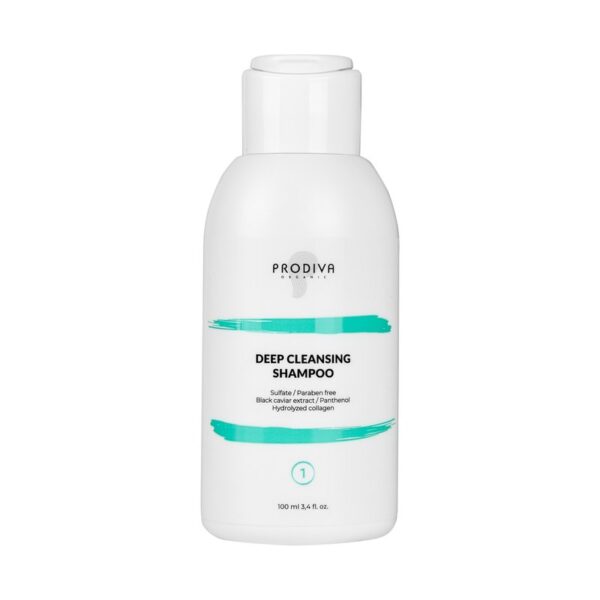 PRODIVA
ORGANIC
DEEP CLEANSING
SHAMPOO
Sulfate / Paraben free
Black caviar extract / Panthenol
Hydrolyzed collagen
1
100 ml 3,4 fl. oz.